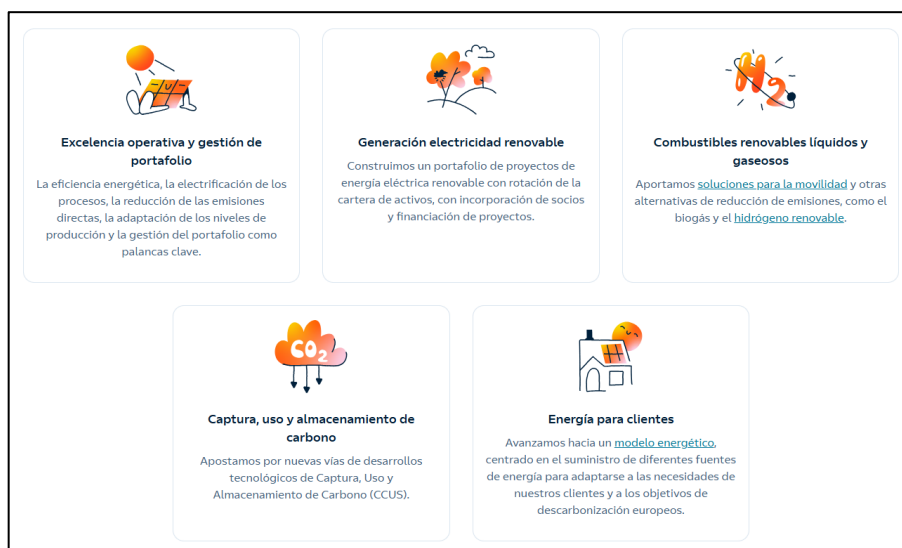 H2
Excelencia operativa y gestión de
portafolio
La eficiencia energética, la electrificación de los
procesos, la reducción de las emisiones
directas, la adaptación de los niveles de
producción y la gestión del portafolio como
palancas clave.
Generación electricidad renovable
Construimos un portafolio de proyectos de
energía eléctrica renovable con rotación de la
cartera de activos, con incorporación de socios
y financiación de proyectos.
Combustibles renovables líquidos y
gaseosos
Aportamos soluciones para la movilidad y otras
alternativas de reducción de emisiones, como el
biogás y el hidrógeno renovable.
CO2
Captura, uso y almacenamiento de
carbono
Apostamos por nuevas vías de desarrollos
tecnológicos de Captura, Uso y
Almacenamiento de Carbono (CCUS).
Energía para clientes
Avanzamos hacia un modelo energético,
centrado en el suministro de diferentes fuentes
de energía para adaptarse a las necesidades de
nuestros clientes y a los objetivos de
descarbonización europeos.